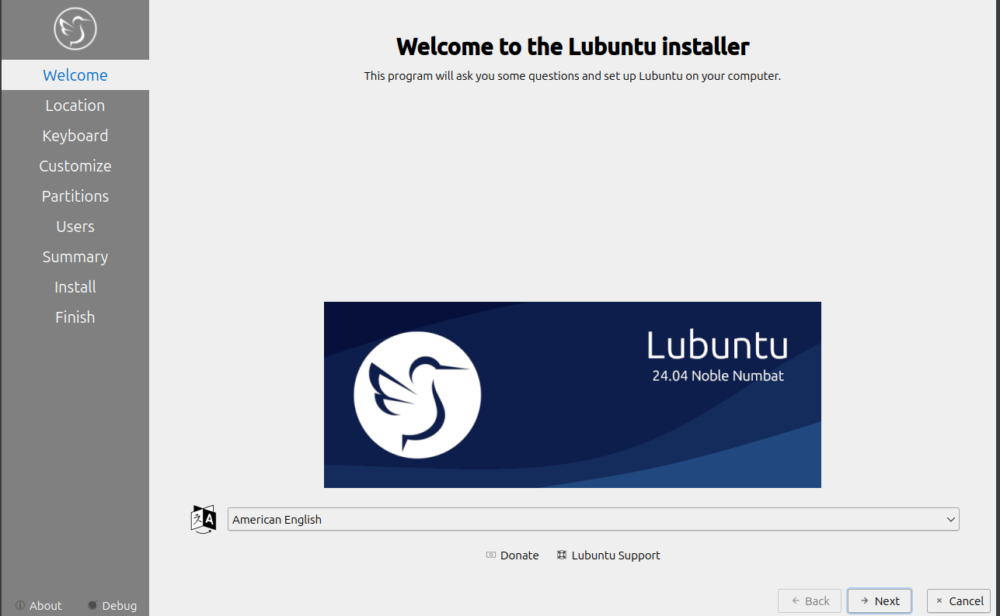 Welcome
Location
Keyboard
Customize
Partitions
Users
Summary
Install
Finish
About
Debug
Welcome to the Lubuntu installer
This program will ask you some questions and set up Lubuntu on your computer.
Lubuntu
24.04 Noble Numbat
A
American English
Donate
Lubuntu Support
Back
Next
Cancel